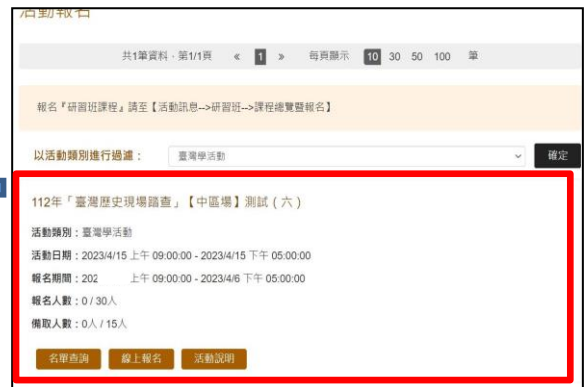 活動報名
共1筆資料，第1/1頁 « 1 » 每頁顯示 10 30 50 100 筆
報名『研習班課程』請至【活動訊息-->研習班-->課程總覽暨報名】
以活動類別進行過濾： 臺灣學活動 確定
112年「臺灣歷史現場踏查」【中區場】測試（六）
活動類別：臺灣學活動
活動日期：2023/4/15 上午 09:00:00 - 2023/4/15 下午 05:00:00
報名期間：202 上午 09:00:00 - 2023/4/6 下午 05:00:00
報名人數：0 / 30人
備取人數：0人 / 15人
名單查詢 線上報名 活動說明